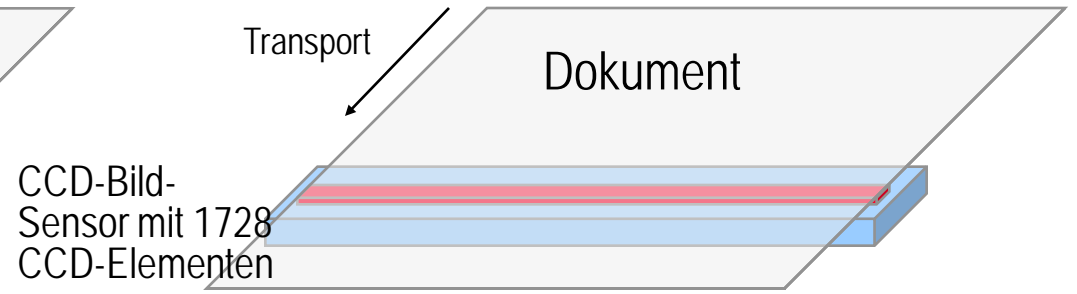 Transport
Dokument
CCD-Bild-
Sensor mit 1728
CCD-Elementen